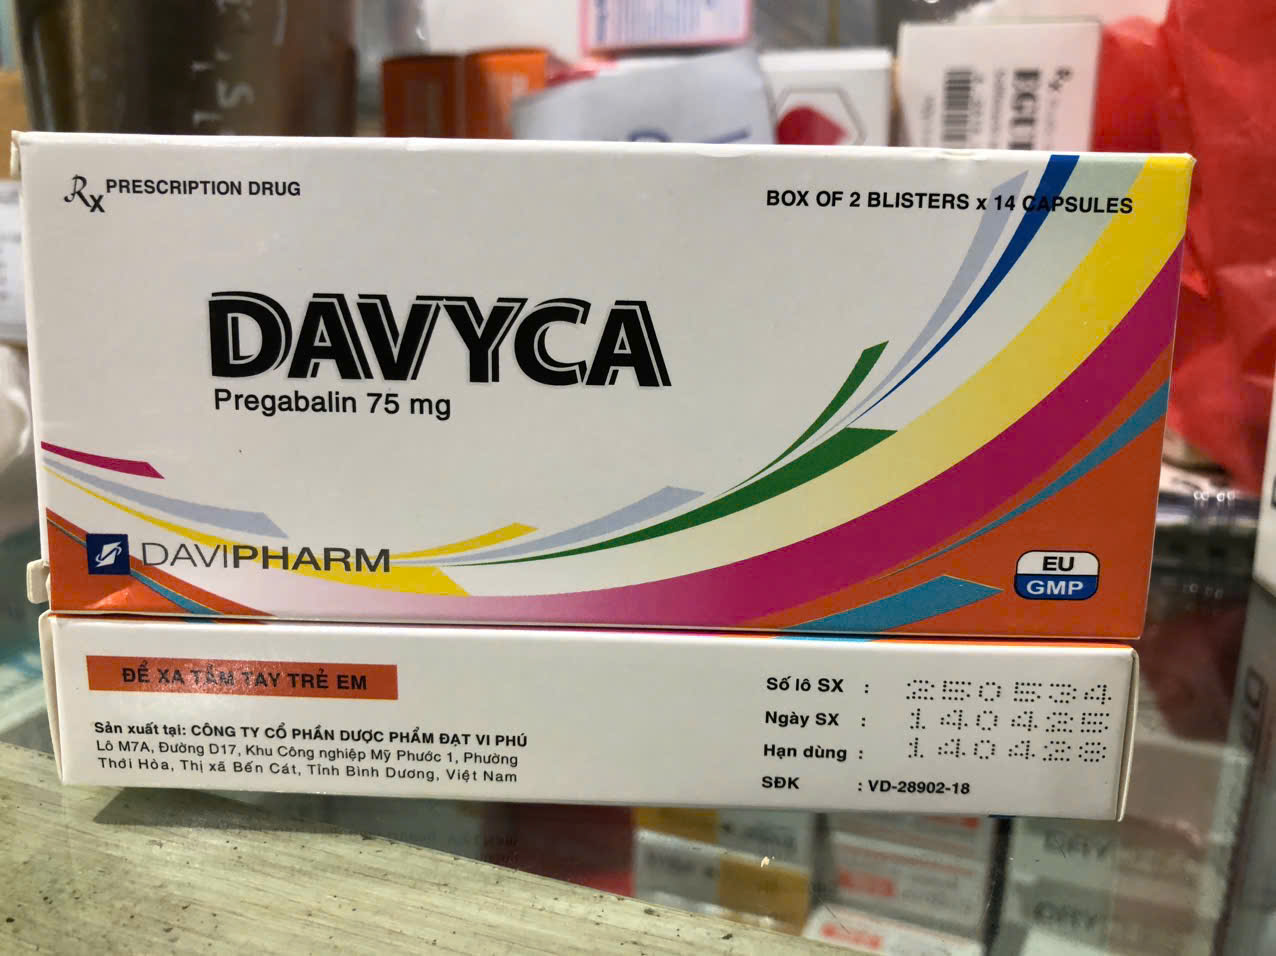 Rx PRESCRIPTION DRUG
BOX OF 2 BLISTERS x 14 CAPSULES
DAVYCA
Pregabalin 75 mg
DAVIPHARM
EU
GMP
ĐỂ XA TẦM TAY TRẺ EM
Sản xuất tại: CÔNG TY CỔ PHẦN DƯỢC PHẨM ĐẠT VI PHÚ
Lô M7A, Đường D17, Khu Công nghiệp Mỹ Phước 1, Phường
Thới Hòa, Thị xã Bến Cát, Tỉnh Bình Dương, Việt Nam
Số lô SX : 250534
Ngày SX : 140425
Hạn dùng : 140428
SĐK : VD-28902-18